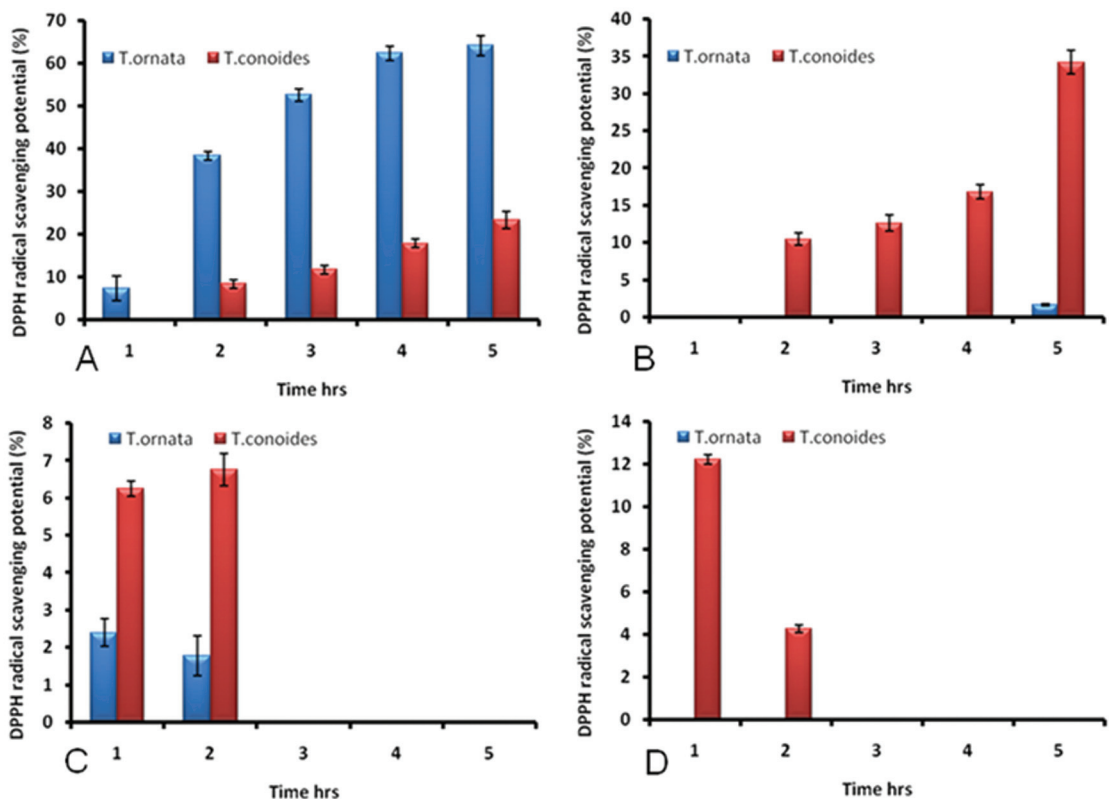 DPPH radical scavenging potential (%)
70
60
50
40
30
20
10
0
T.ornata T.conoides
1 2 3 4 5
A
Time hrs
DPPH radical scavenging potential (%)
40
35
30
25
20
15
10
5
0
T.ornata T.conoides
1 2 3 4 5
B
Time hrs
DPPH radical scavenging potential (%)
8
7
6
5
4
3
2
1
0
T.ornata T.conoides
1 2 3 4 5
C
Time hrs
DPPH radical scavenging potential (%)
14
12
10
8
6
4
2
0
T.ornata T.conoides
1 2 3 4 5
D
Time hrs